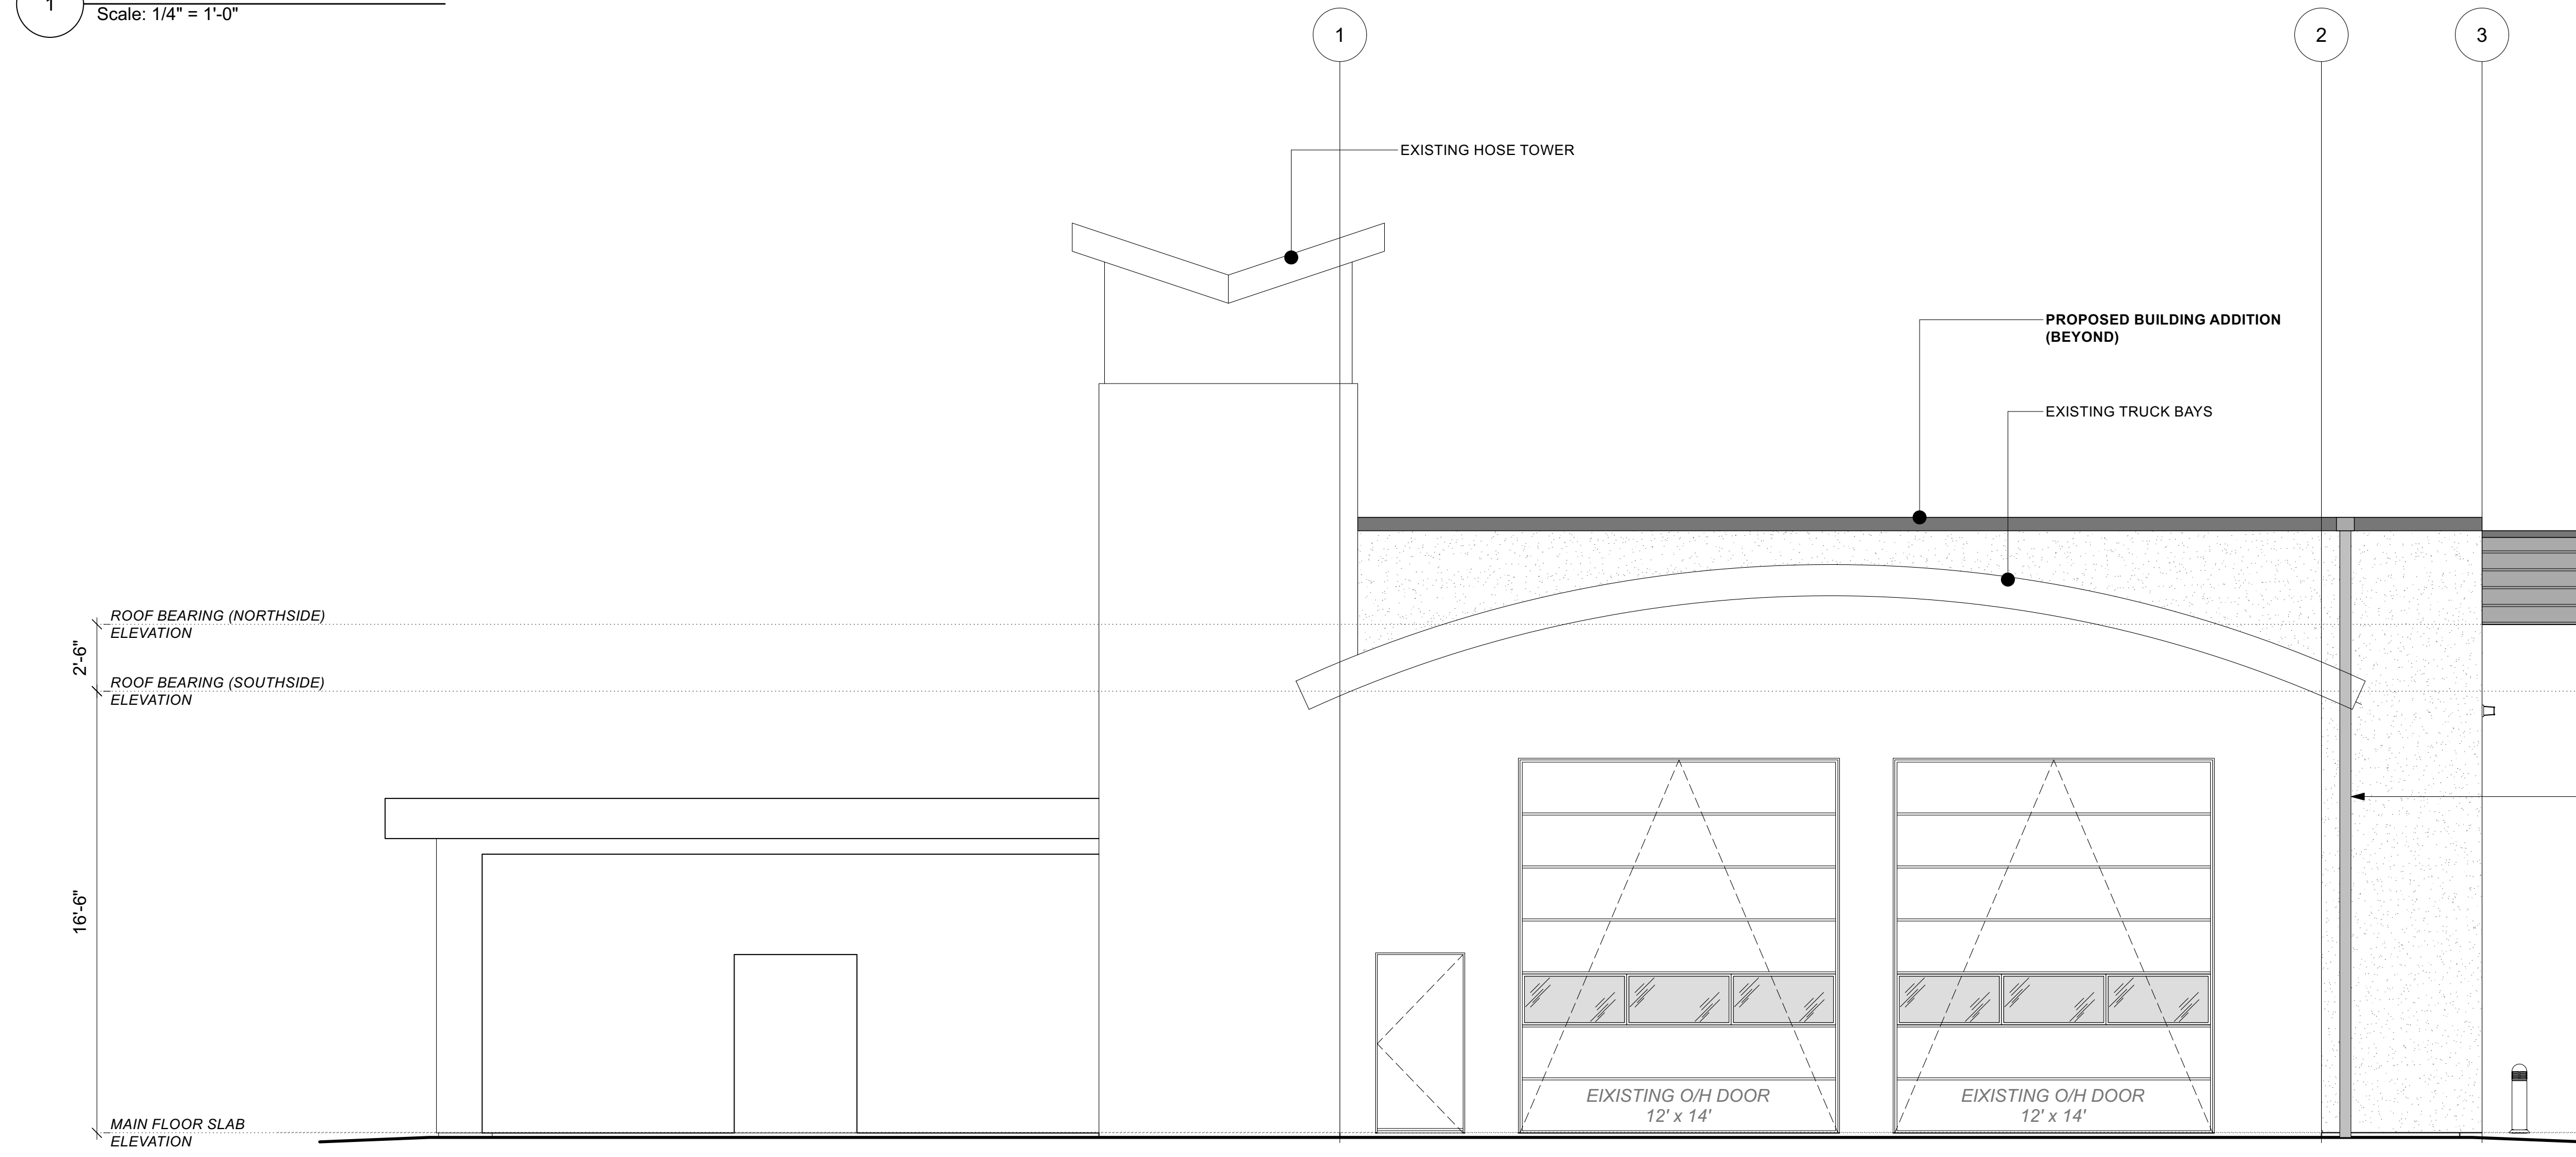 1
Scale: 1/4" = 1'-0"
1
2
3
EXISTING HOSE TOWER
PROPOSED BUILDING ADDITION
(BEYOND)
EXISTING TRUCK BAYS
ROOF BEARING (NORTHSIDE)
ELEVATION
2'-6"
ROOF BEARING (SOUTHSIDE)
ELEVATION
16'-6"
EIXISTING O/H DOOR
12' x 14'
EIXISTING O/H DOOR
12' x 14'
MAIN FLOOR SLAB
ELEVATION